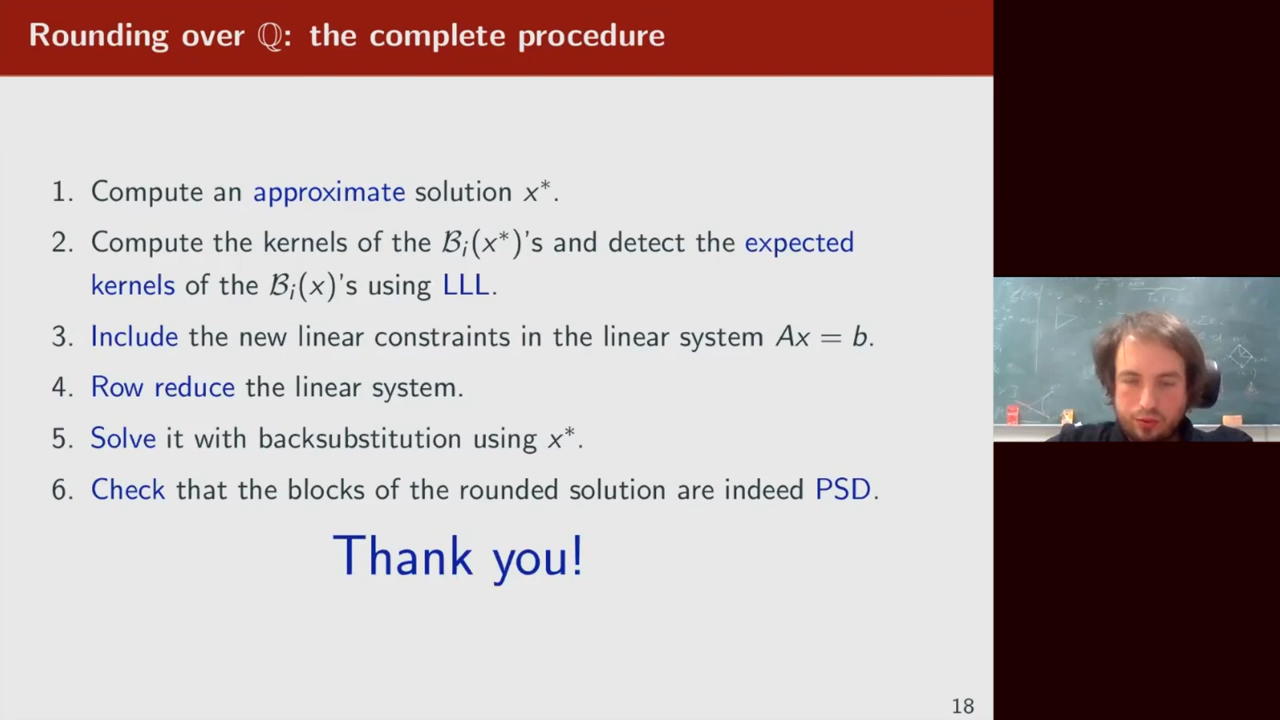 Rounding over ℚ: the complete procedure
1. Compute an approximate solution x*.
2. Compute the kernels of the ℬᵢ(x*)'s and detect the expected
kernels of the ℬᵢ(x)'s using LLL.
3. Include the new linear constraints in the linear system Ax = b.
4. Row reduce the linear system.
5. Solve it with backsubstitution using x*.
6. Check that the blocks of the rounded solution are indeed PSD.
Thank you!
18